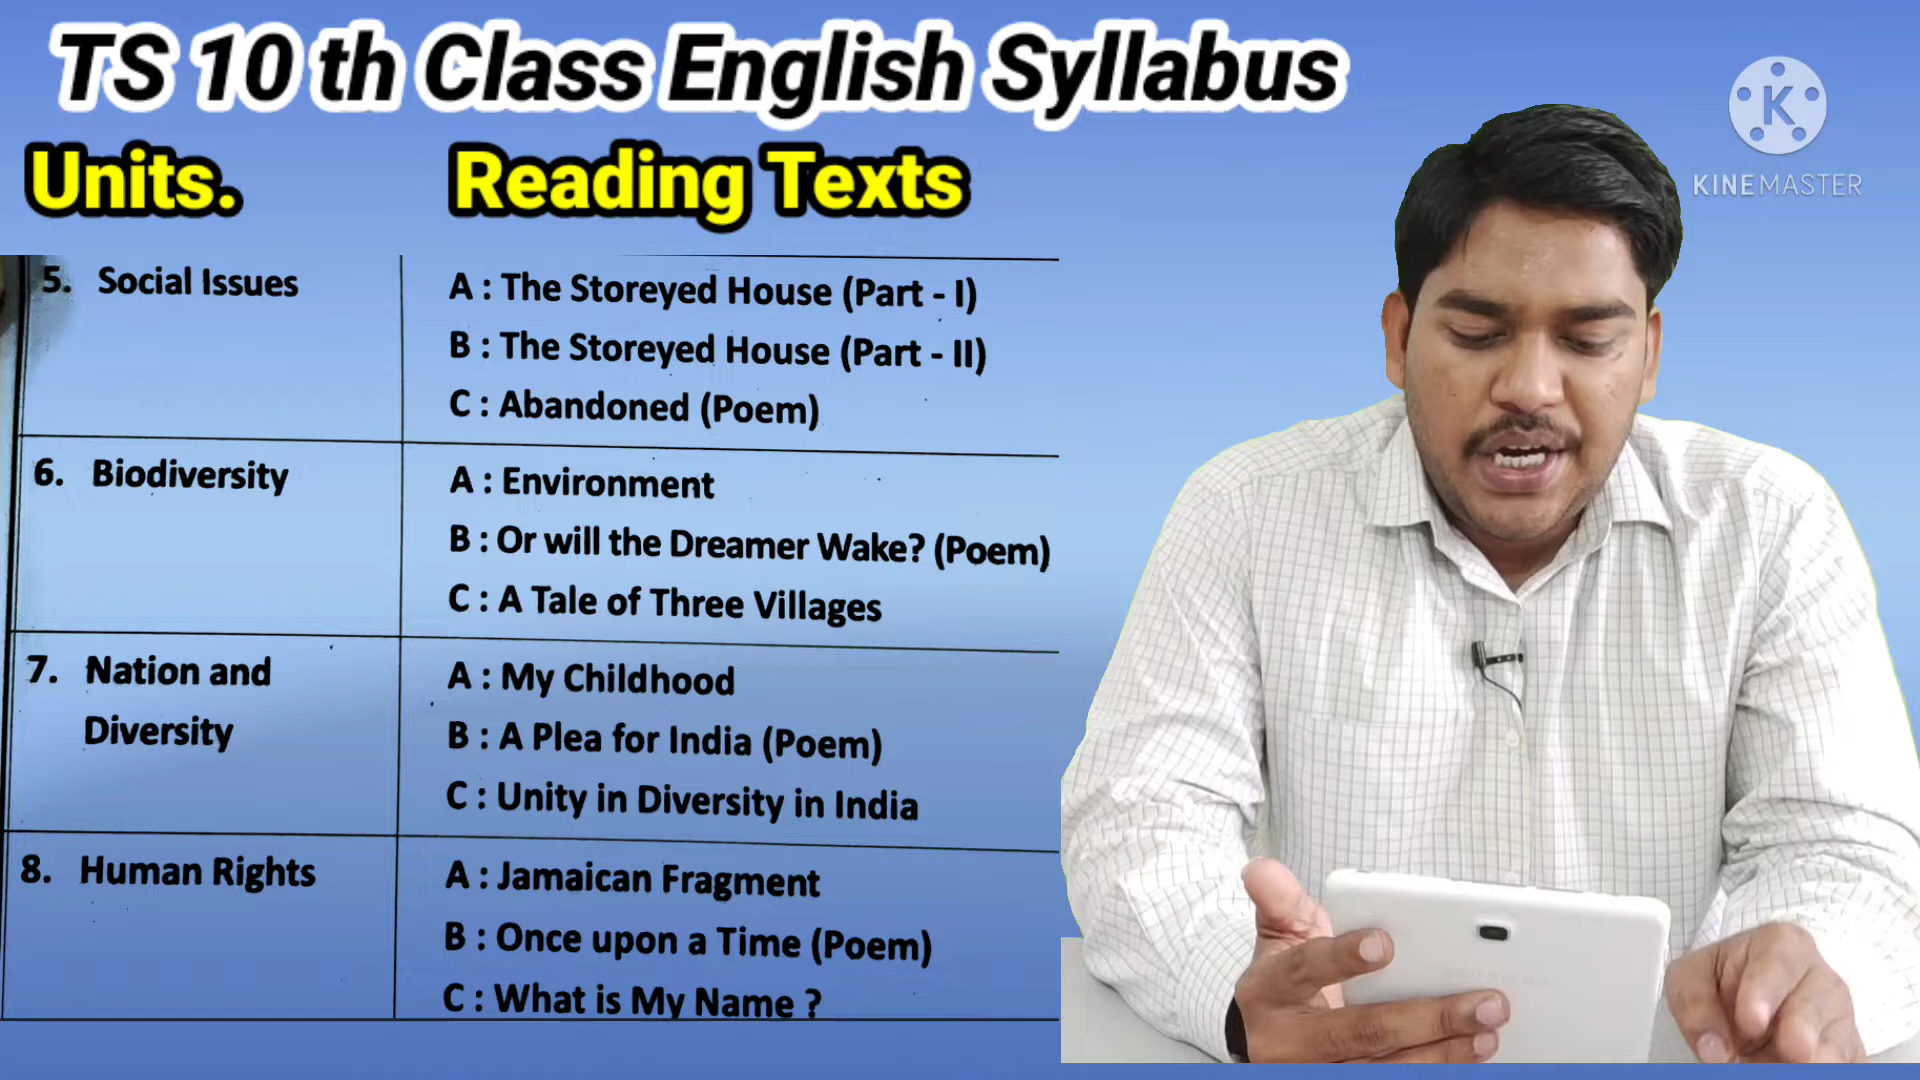 TS 10 th Class English Syllabus
Units. Reading Texts
5. Social Issues
A : The Storeyed House (Part - I)
B : The Storeyed House (Part - II)
C : Abandoned (Poem)
6. Biodiversity
A : Environment
B : Or will the Dreamer Wake? (Poem)
C : A Tale of Three Villages
7. Nation and
Diversity
A : My Childhood
B : A Plea for India (Poem)
C : Unity in Diversity in India
8. Human Rights
A : Jamaican Fragment
B : Once upon a Time (Poem)
C : What is My Name ?
K
KINEMASTER